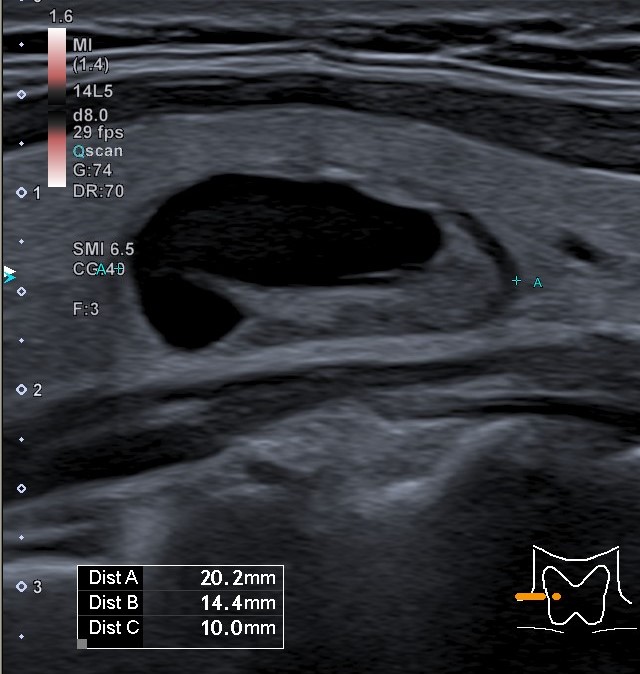 1.6
MI
(1.4)
14L5
d8.0
29 fps
Qscan
G:74
DR:70
1
SMI 6.5
A
A
F:3
2
3
Dist A 20.2mm
Dist B 14.4mm
Dist C 10.0mm